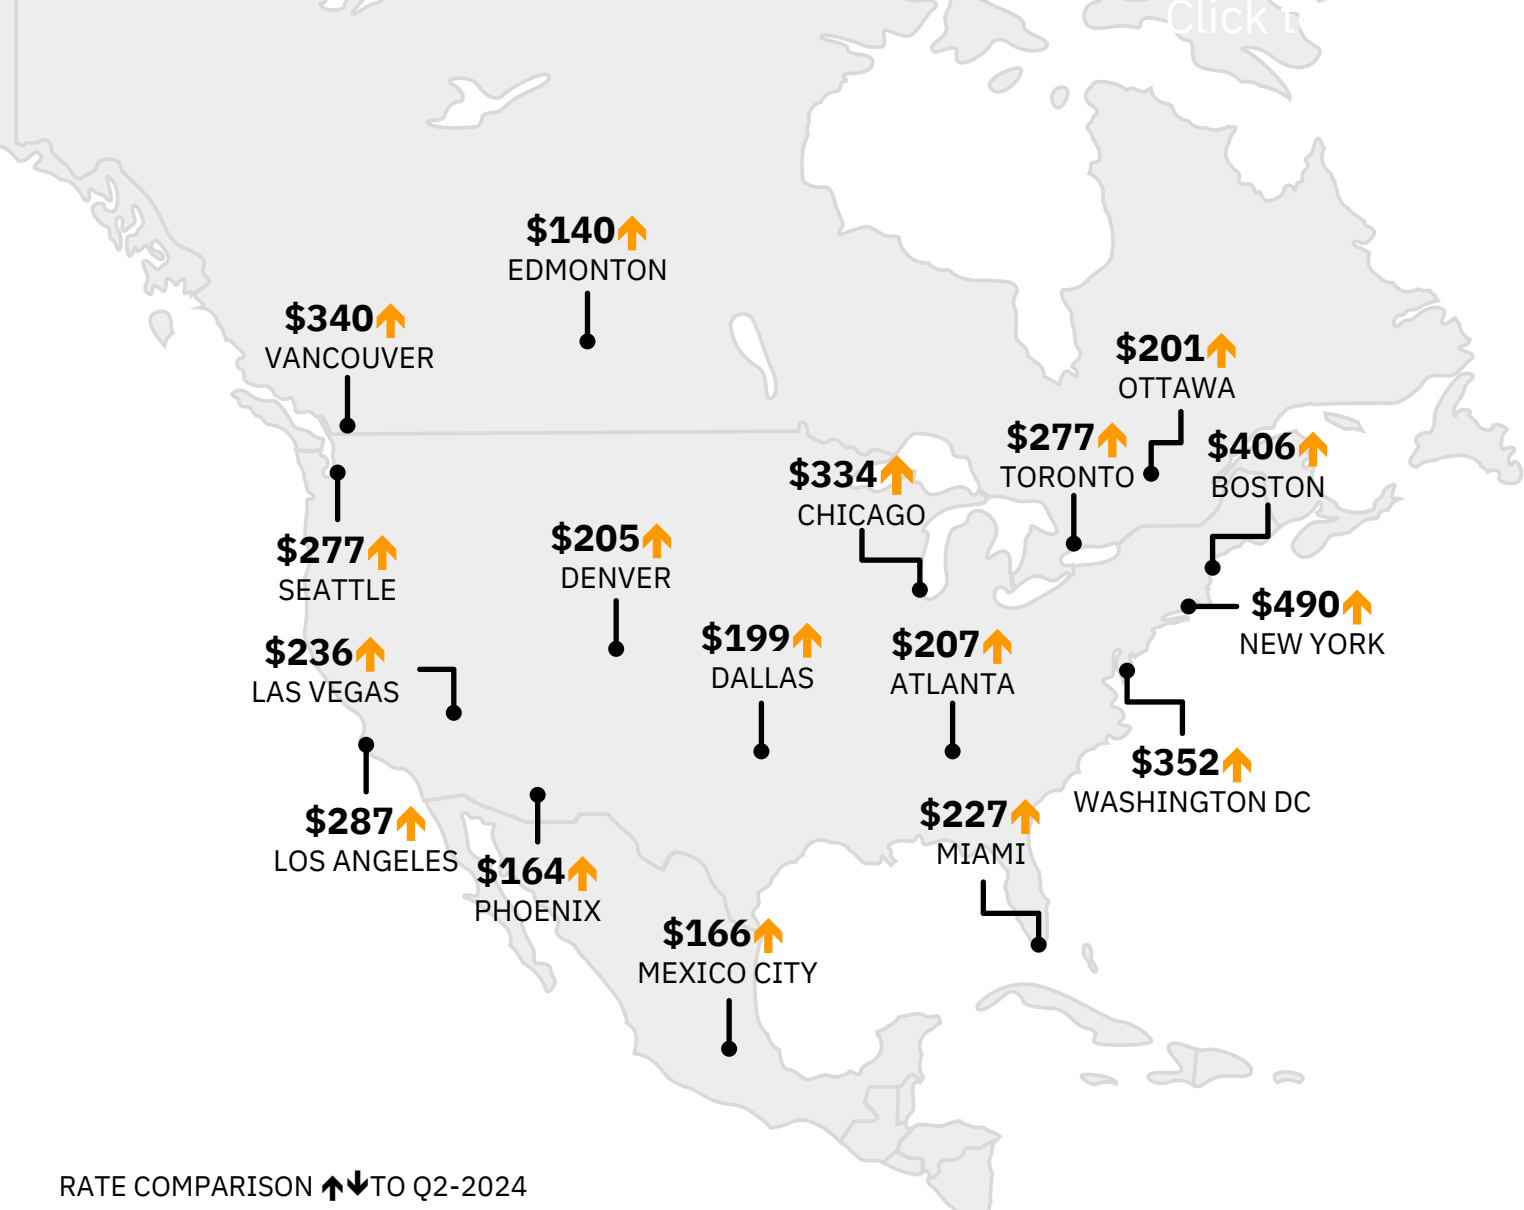 Click t
$140
EDMONTON
$340
VANCOUVER
$201
OTTAWA
$277
TORONTO
$406
BOSTON
$334
CHICAGO
$277
SEATTLE
$205
DENVER
$490
NEW YORK
$236
LAS VEGAS
$199
DALLAS
$207
ATLANTA
$352
WASHINGTON DC
$287
LOS ANGELES
$164
PHOENIX
$227
MIAMI
$166
MEXICO CITY
RATE COMPARISON ↑↓TO Q2-2024